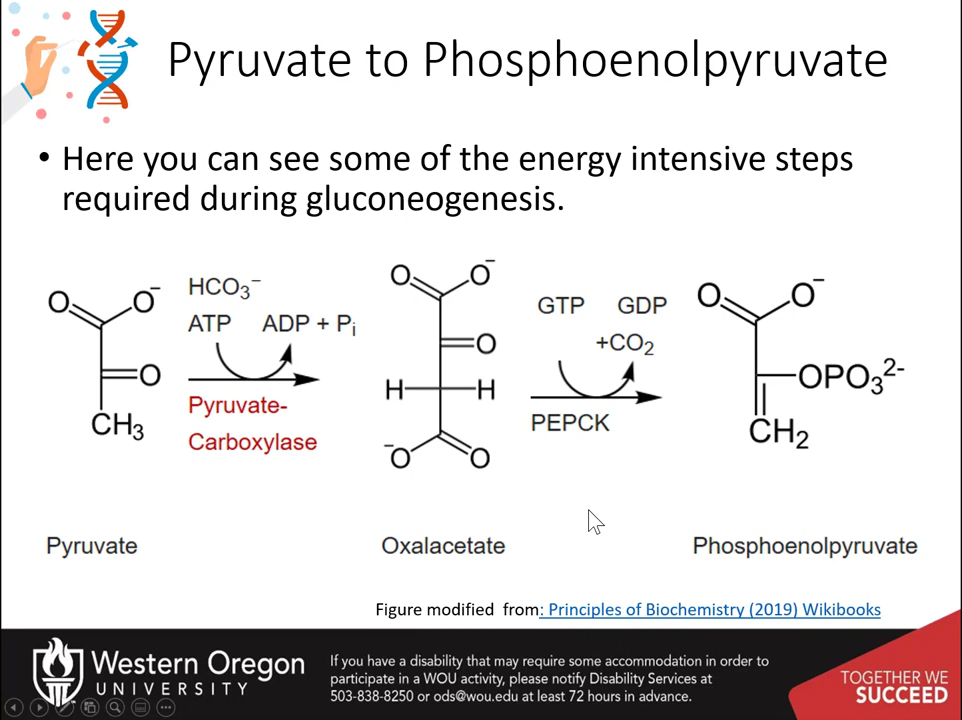 Pyruvate to Phosphoenolpyruvate
• Here you can see some of the energy intensive steps
required during gluconeogenesis.
O
O⁻
O
CH₃
HCO₃⁻
ATP ADP + Pᵢ
Pyruvate-
Carboxylase
O
O⁻
O
H H
⁻O
O
GTP GDP
+CO₂
PEPCK
O
O⁻
OPO₃²⁻
CH₂
Pyruvate
Oxalacetate
Phosphoenolpyruvate
Figure modified from: Principles of Biochemistry (2019) Wikibooks
Western Oregon
UNIVERSITY
If you have a disability that may require some accommodation in order to
participate in a WOU activity, please notify Disability Services at
503-838-8250 or ods@wou.edu at least 72 hours in advance.
TOGETHER WE
SUCCEED